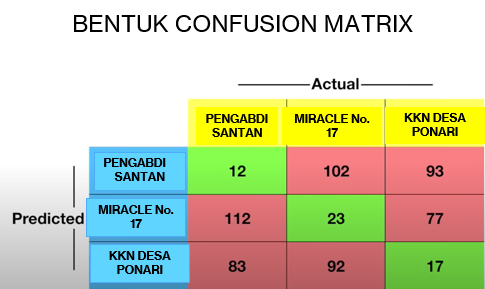 BENTUK CONFUSION MATRIX
Actual
PENGABDI
SANTAN
MIRACLE No.
17
KKN DESA
PONARI
Predicted
PENGABDI
SANTAN
12
102
93
MIRACLE No.
17
112
23
77
KKN DESA
PONARI
83
92
17